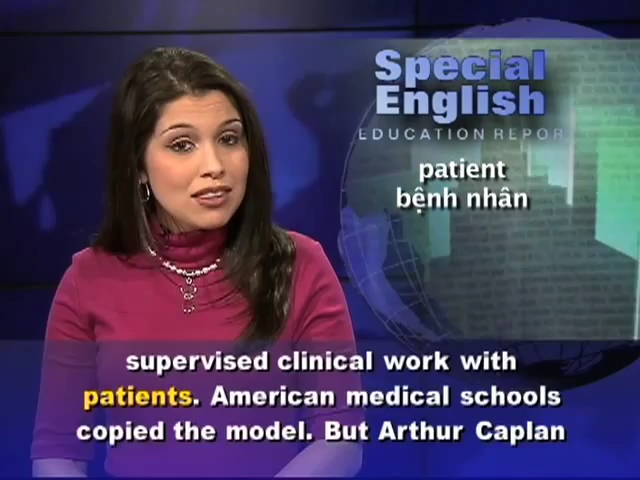 Special
English
EDUCATION REPOR
patient
bệnh nhân
supervised clinical work with
patients. American medical schools
copied the model. But Arthur Caplan